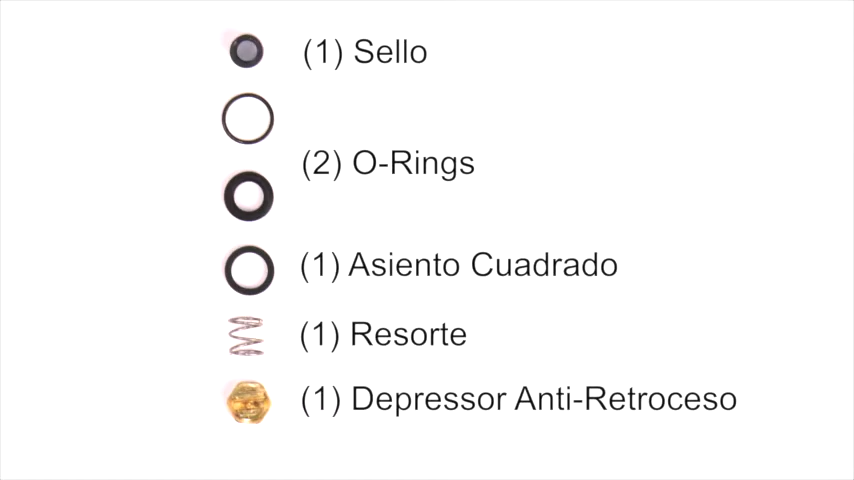 (1) Sello
(2) O-Rings
(1) Asiento Cuadrado
(1) Resorte
(1) Depressor Anti-Retroceso